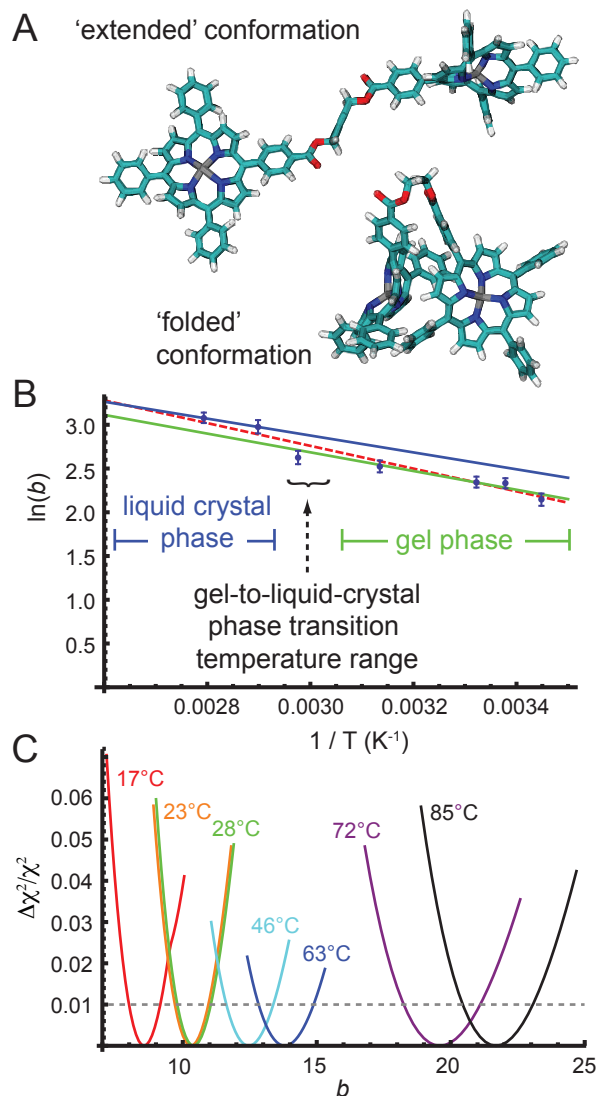 A
‘extended’ conformation
‘folded’
conformation
B
ln(b)
3.0
2.5
2.0
1.5
1.0
0.5
liquid crystal
phase
gel phase
gel-to-liquid-crystal
phase transition
temperature range
0.0028 0.0030 0.0032 0.0034
1 / T (K⁻¹)
C
Δχ²/χ²
0.06
0.05
0.04
0.03
0.02
0.01
17°C
23°C
28°C
46°C
63°C
72°C
85°C
10 15 20 25
b